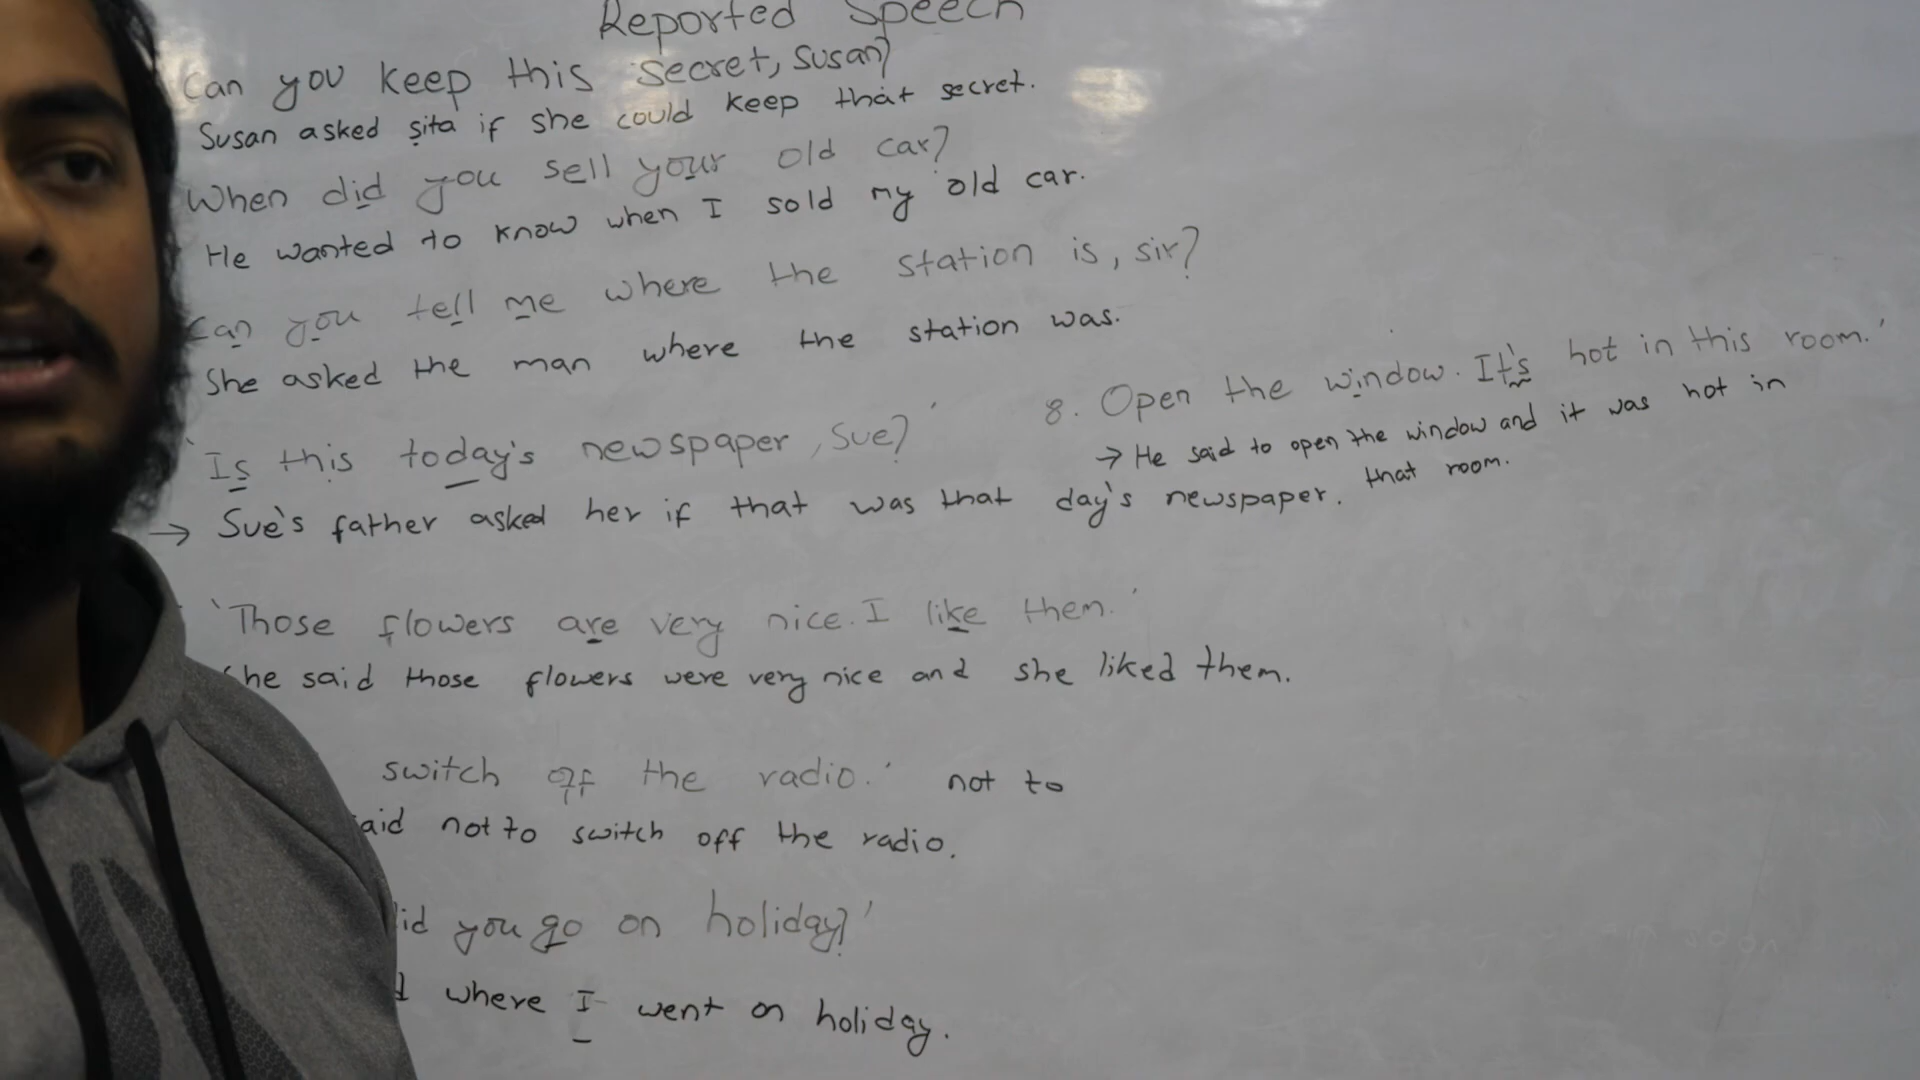 Reported Speech
Can you keep this secret, Susan?
Susan asked sita if she could keep that secret.
When did you sell your old car?
He wanted to know when I sold my old car.
Can you tell me where the station is, sir?
She asked the man where the station was.
'Is this today's newspaper, Sue?'
→ Sue's father asked her if that was that day's newspaper.
'Those flowers are very nice. I like them.'
he said those flowers were very nice and she liked them.
switch off the radio.' not to
aid not to switch off the radio.
id you go on holiday?'
d where I went on holiday.
8. Open the window. It's hot in this room.'
→ He said to open the window and it was hot in
that room.